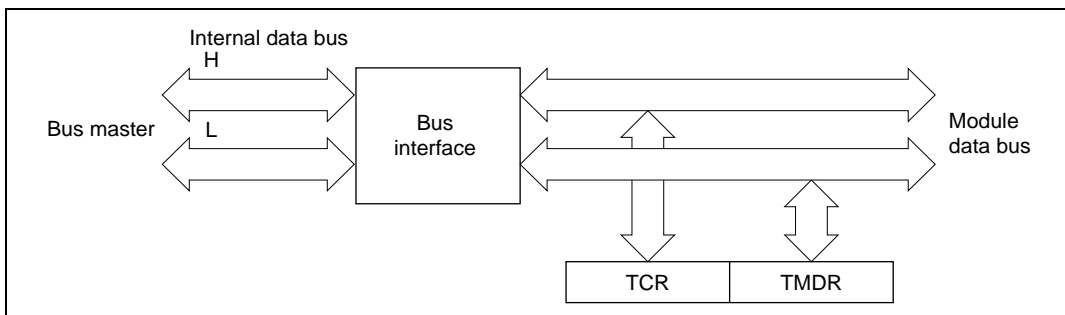 Internal data bus
H
Bus master
L
Bus
interface
Module
data bus
TCR
TMDR